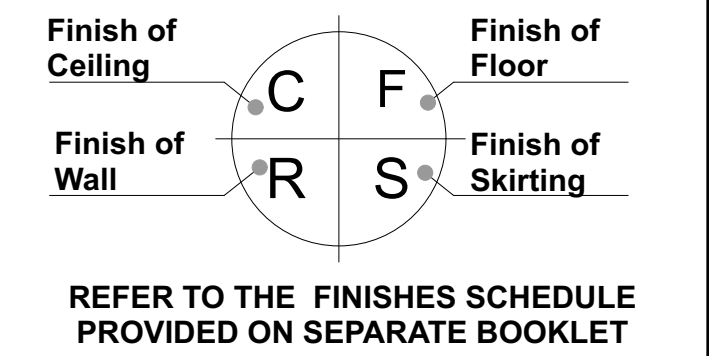 Finish of
Ceiling
Finish of
Floor
C
F
Finish of
Wall
R
S
Finish of
Skirting
REFER TO THE FINISHES SCHEDULE
PROVIDED ON SEPARATE BOOKLET